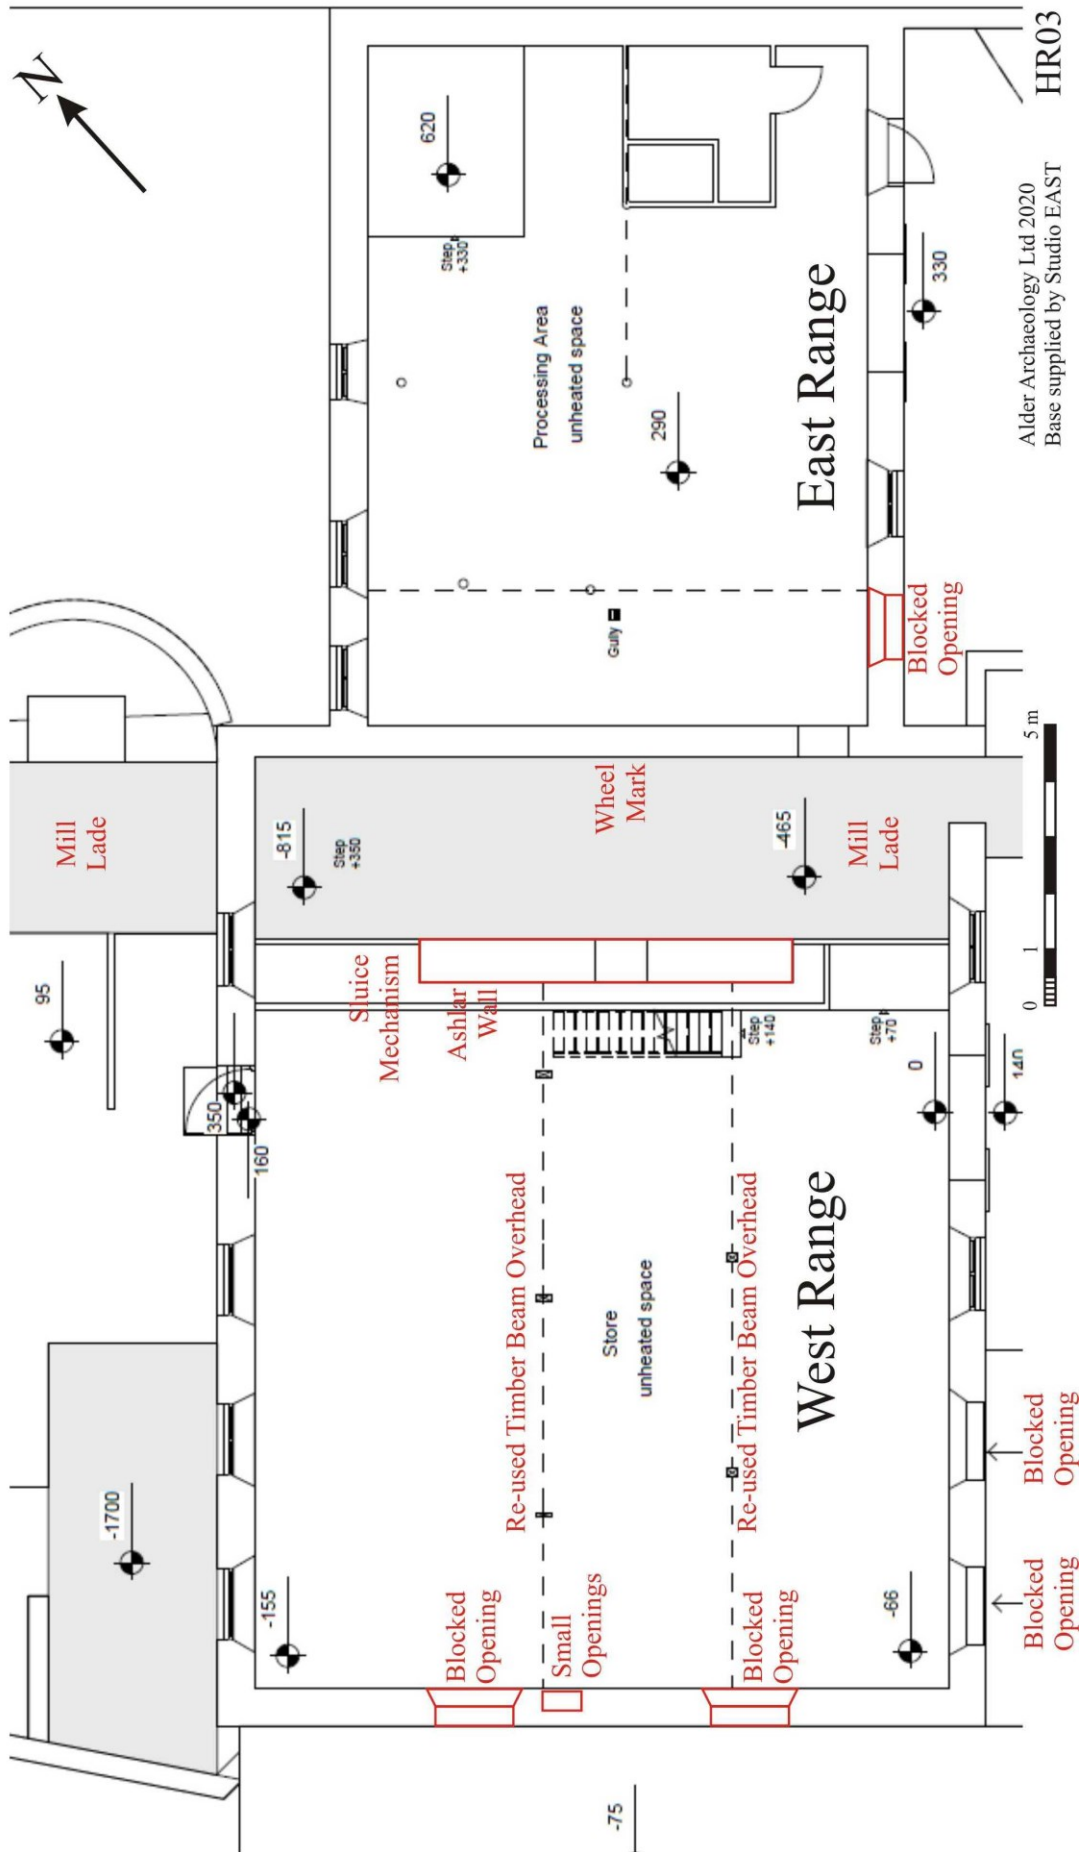 N
HR03
620
Step
+330
Processing Area
unheated space
290
East Range
330
Alder Archaeology Ltd 2020
Base supplied by Studio EAST
Gully
Blocked
Opening
Mill
Lade
-815
Step
+350
Wheel
Mark
-465
Mill
Lade
0
1
5 m
95
Sluice
Mechanism
Ashlar
Wall
Step
+140
Step
+70
350
160
0
140
Re-used Timber Beam Overhead
Store
unheated space
Re-used Timber Beam Overhead
West Range
-1700
-155
Blocked
Opening
Small
Openings
Blocked
Opening
-66
Blocked
Opening
Blocked
Opening
-75